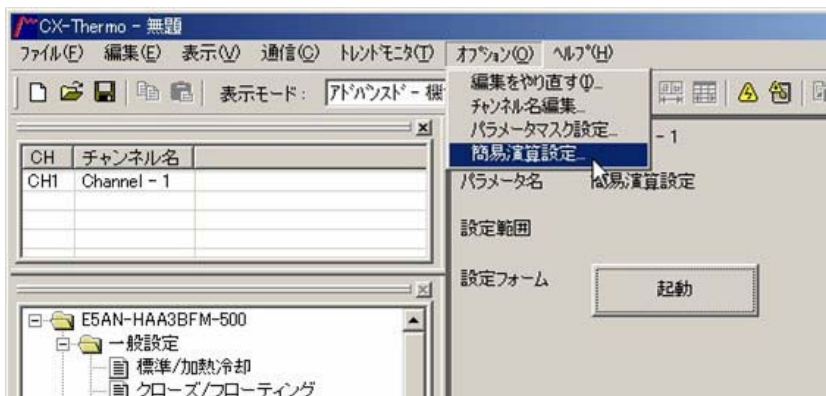 CX-Thermo - 無題
ファイル(F) 編集(E) 表示(V) 通信(C) トレンドモニタ(T) オプション(O) ヘルプ(H)
表示モード: アドバンスド - 機
編集をやり直す(I)...
チャンネル名編集...
パラメータマスク設定...
簡易演算設定...
- 1
CH チャンネル名
CH1 Channel - 1
パラメータ名 簡易演算設定
設定範囲
設定フォーム 起動
E5AN-HAA3BFM-500
一般設定
標準/加熱冷却
クローズ/フローティング